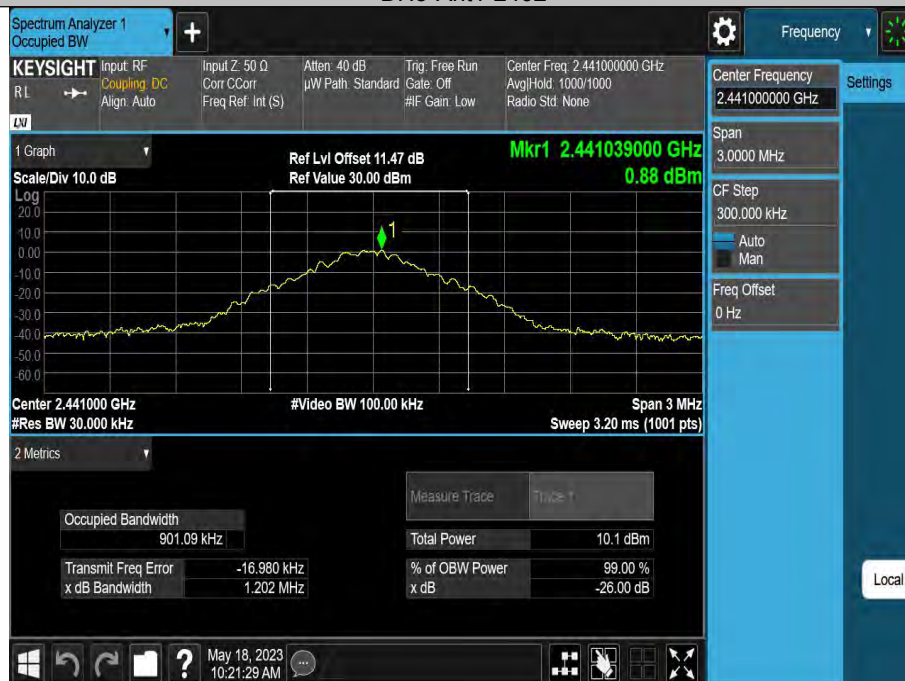 Spectrum Analyzer 1
Occupied BW
Frequency
KEYSIGHT
RL
LXI
Input: RF
Coupling: DC
Align: Auto
Input Z: 50 Ω
Corr CCorr
Freq Ref: Int (S)
Atten: 40 dB
µW Path: Standard
Trig: Free Run
Gate: Off
#IF Gain: Low
Center Freq: 2.441000000 GHz
Avg|Hold: 1000/1000
Radio Std: None
Center Frequency
2.441000000 GHz
Settings
Span
3.0000 MHz
CF Step
300.000 kHz
Auto
Man
Freq Offset
0 Hz
1 Graph
Scale/Div 10.0 dB
Ref Lvl Offset 11.47 dB
Ref Value 30.00 dBm
Mkr1 2.441039000 GHz
0.88 dBm
Log
20.0
10.0
0.00
-10.0
-20.0
-30.0
-40.0
-50.0
-60.0
1
Center 2.441000 GHz
#Video BW 100.00 kHz
Span 3 MHz
#Res BW 30.000 kHz
Sweep 3.20 ms (1001 pts)
2 Metrics
Measure Trace
Trace 1
Occupied Bandwidth
901.09 kHz
Total Power
10.1 dBm
Transmit Freq Error
-16.980 kHz
% of OBW Power
99.00 %
x dB Bandwidth
1.202 MHz
x dB
-26.00 dB
Local
?
May 18, 2023
10:21:29 AM